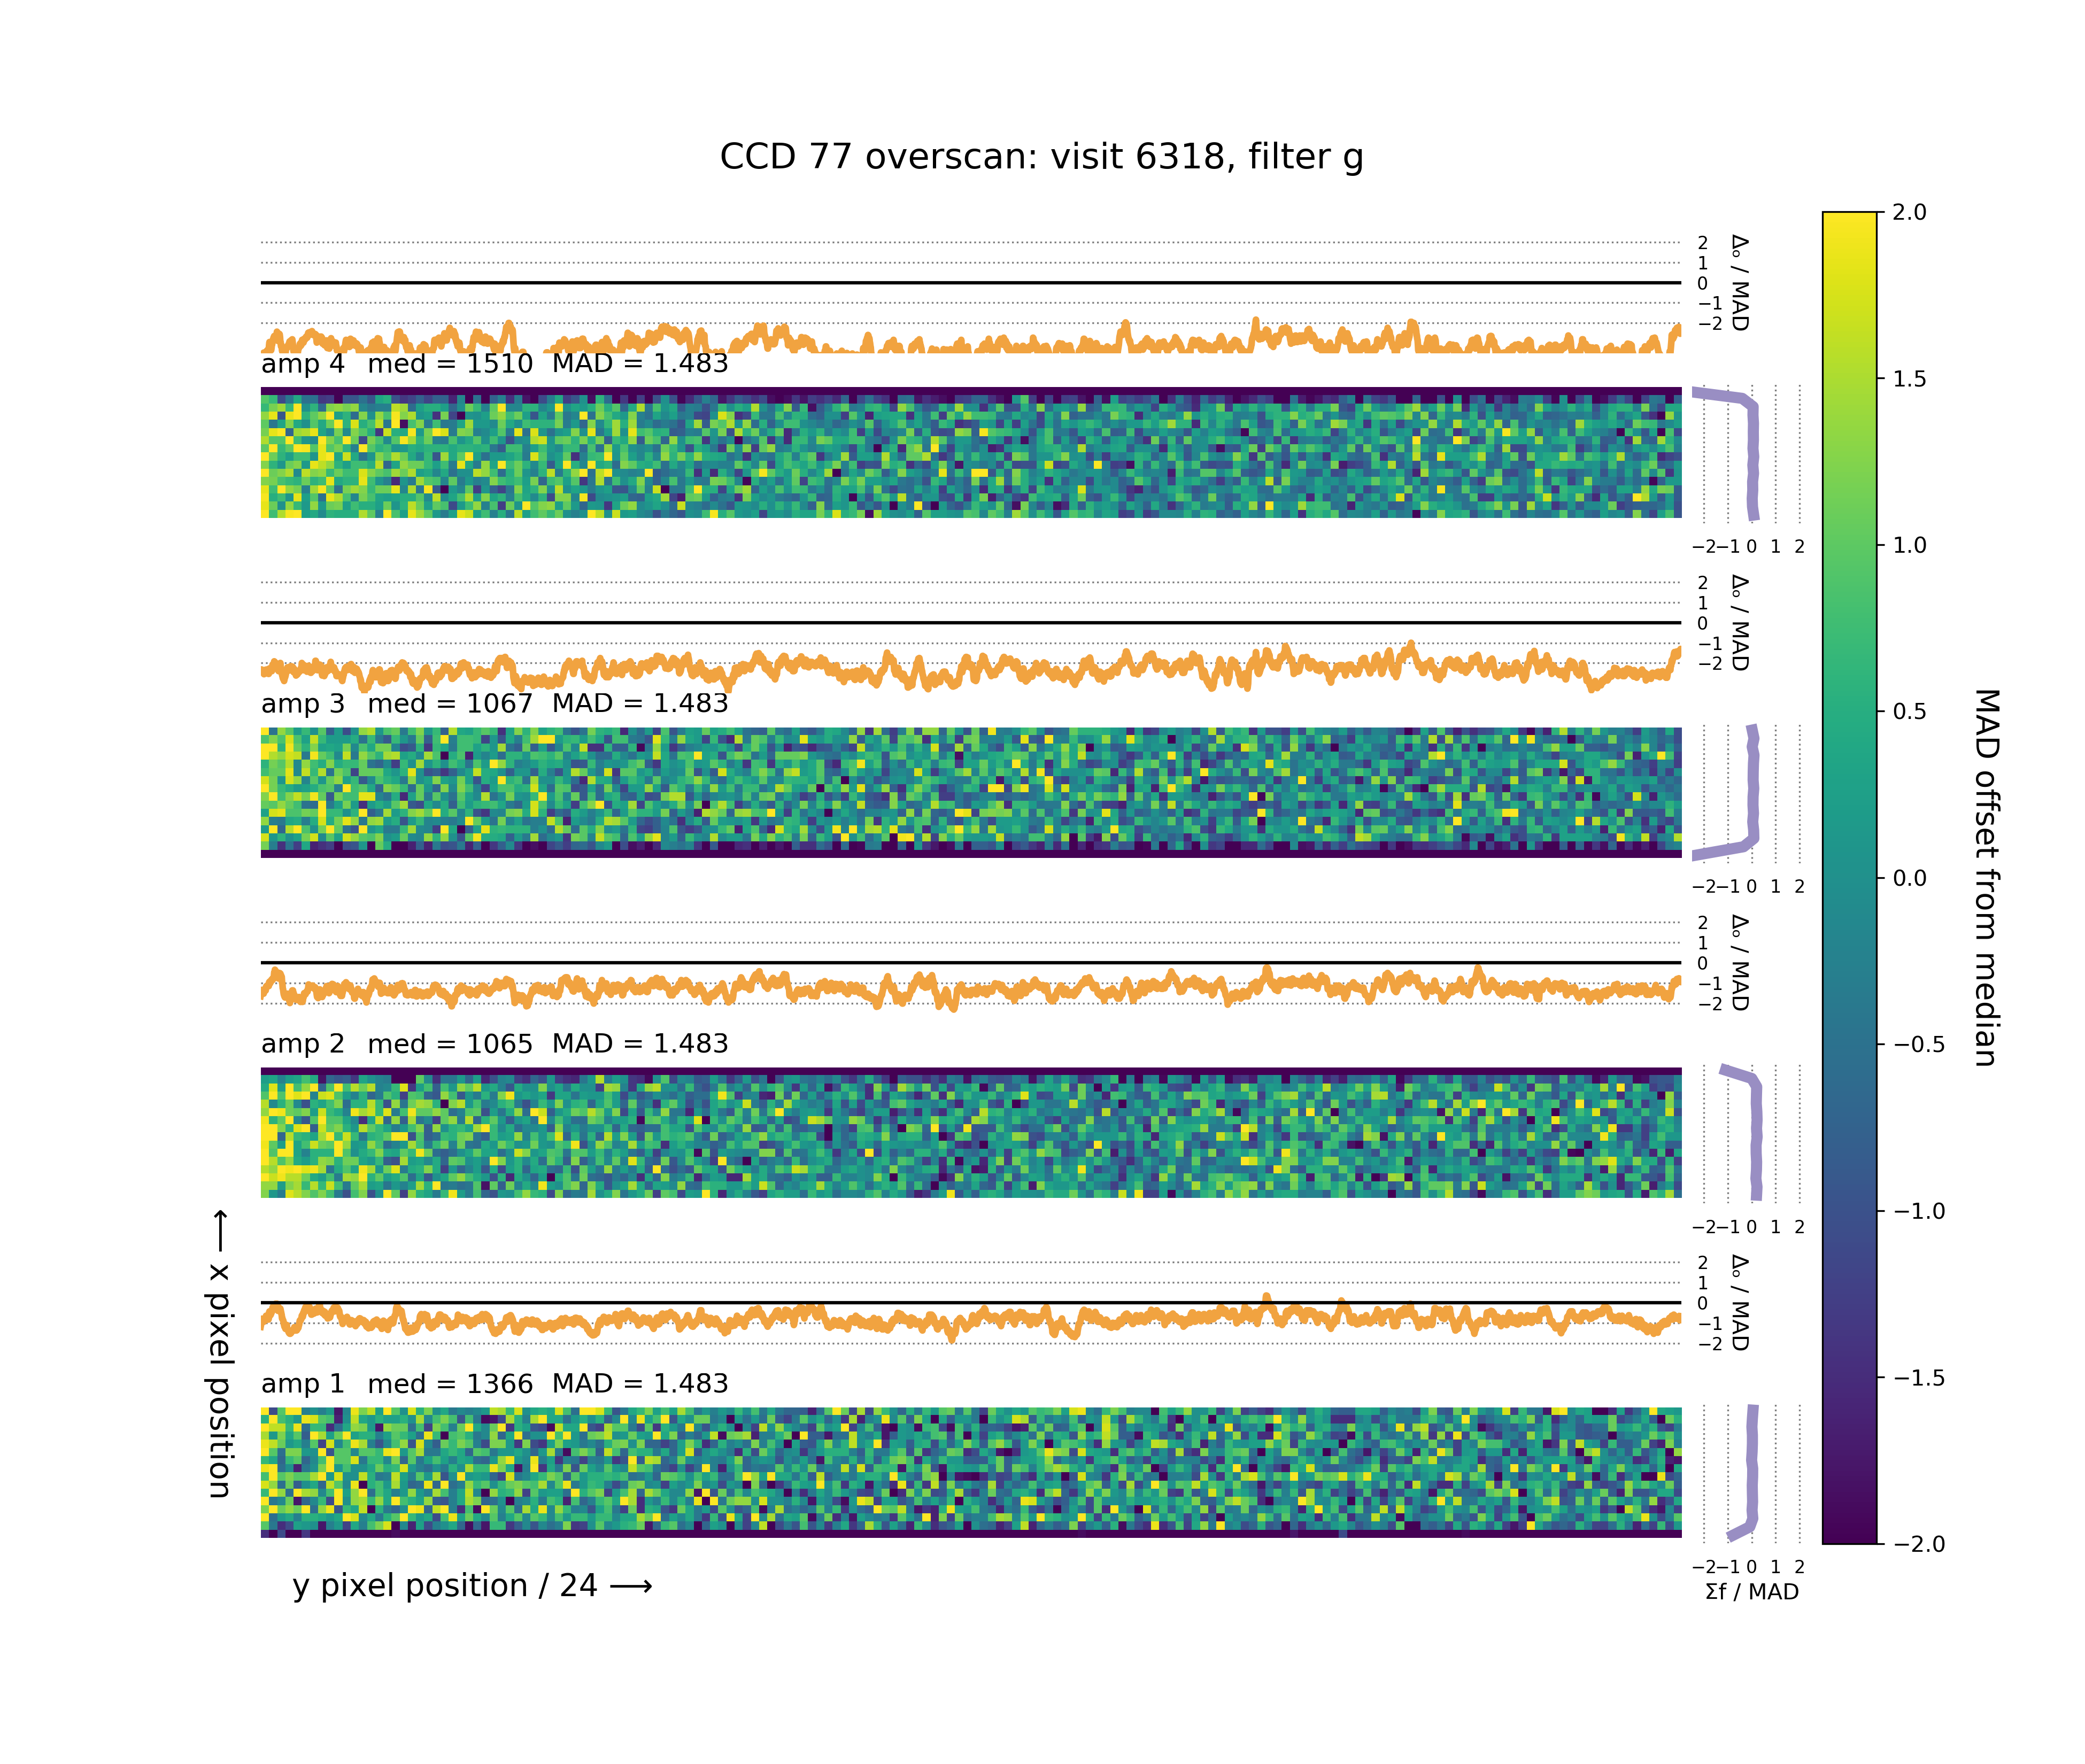 CCD 77 overscan: visit 6318, filter g
2
1
0
−1
−2
Δₒ / MAD
amp 4 med = 1510 MAD = 1.483
−2 −1 0 1 2
2
1
0
−1
−2
Δₒ / MAD
amp 3 med = 1067 MAD = 1.483
−2 −1 0 1 2
2
1
0
−1
−2
Δₒ / MAD
amp 2 med = 1065 MAD = 1.483
−2 −1 0 1 2
2
1
0
−1
−2
Δₒ / MAD
amp 1 med = 1366 MAD = 1.483
−2 −1 0 1 2
Σf / MAD
y pixel position / 24 ⟶
⟵ x pixel position
2.0
1.5
1.0
0.5
0.0
−0.5
−1.0
−1.5
−2.0
MAD offset from median